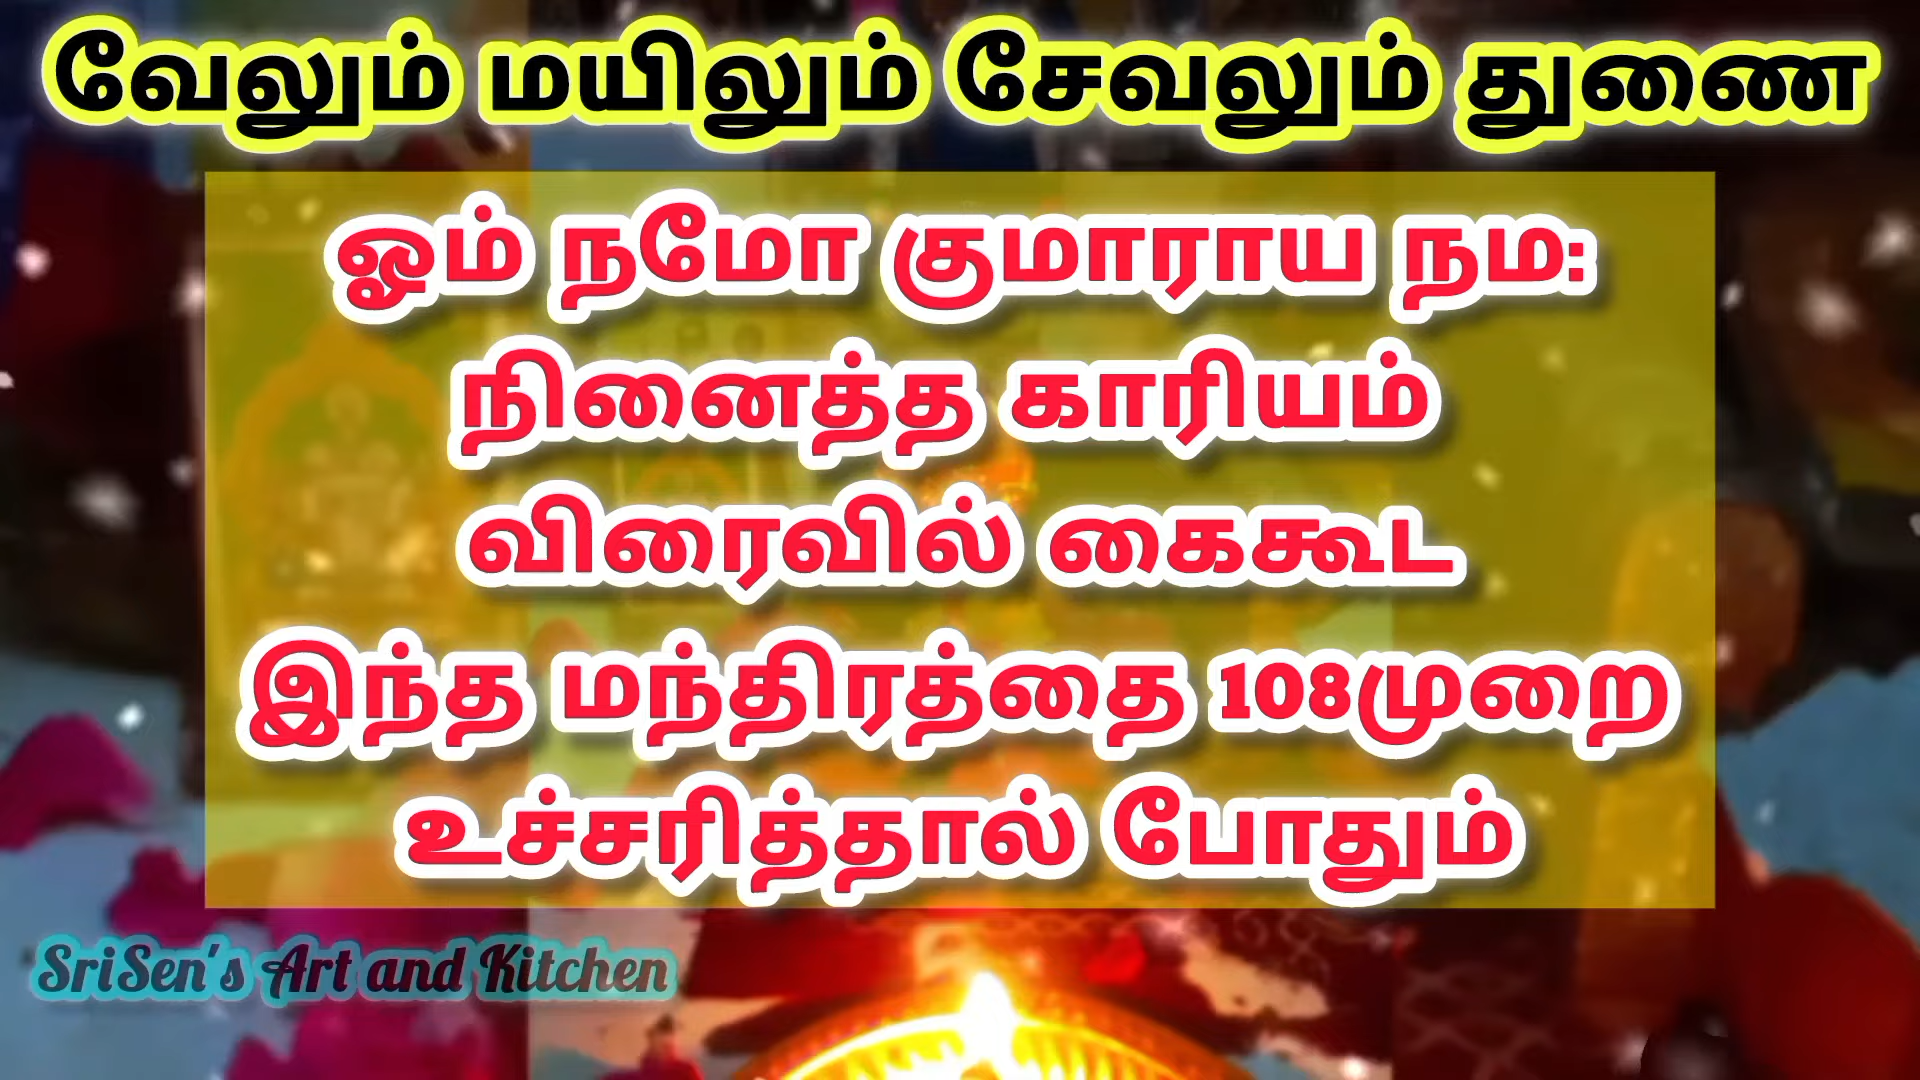 வேலும் மயிலும் சேவலும் துணை
ஓம் நமோ குமாராய நம:
நினைத்த காரியம்
விரைவில் கைகூட
இந்த மந்திரத்தை 108முறை
உச்சரித்தால் போதும்
SriSen's Art and Kitchen